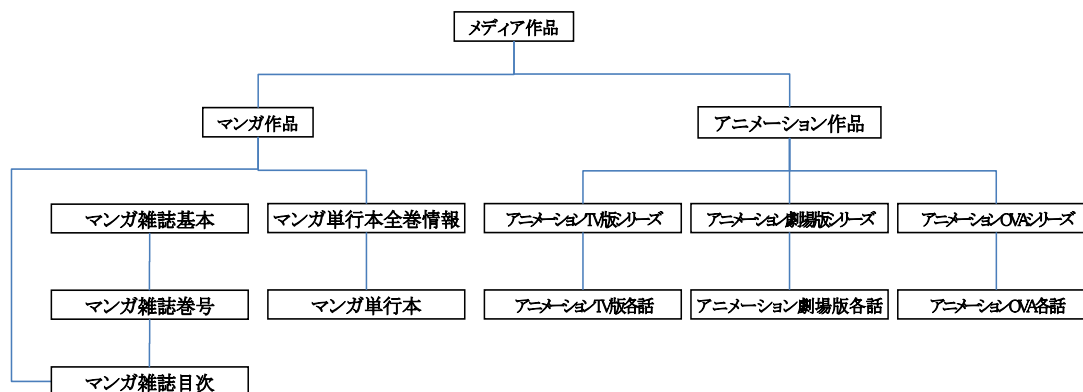 メディア作品
マンガ作品
アニメーション作品
マンガ雑誌基本
マンガ単行本全巻情報
アニメーションTV版シリーズ
アニメーション劇場版シリーズ
アニメーションOVAシリーズ
マンガ雑誌巻号
マンガ単行本
アニメーションTV版各話
アニメーション劇場版各話
アニメーションOVA各話
マンガ雑誌目次